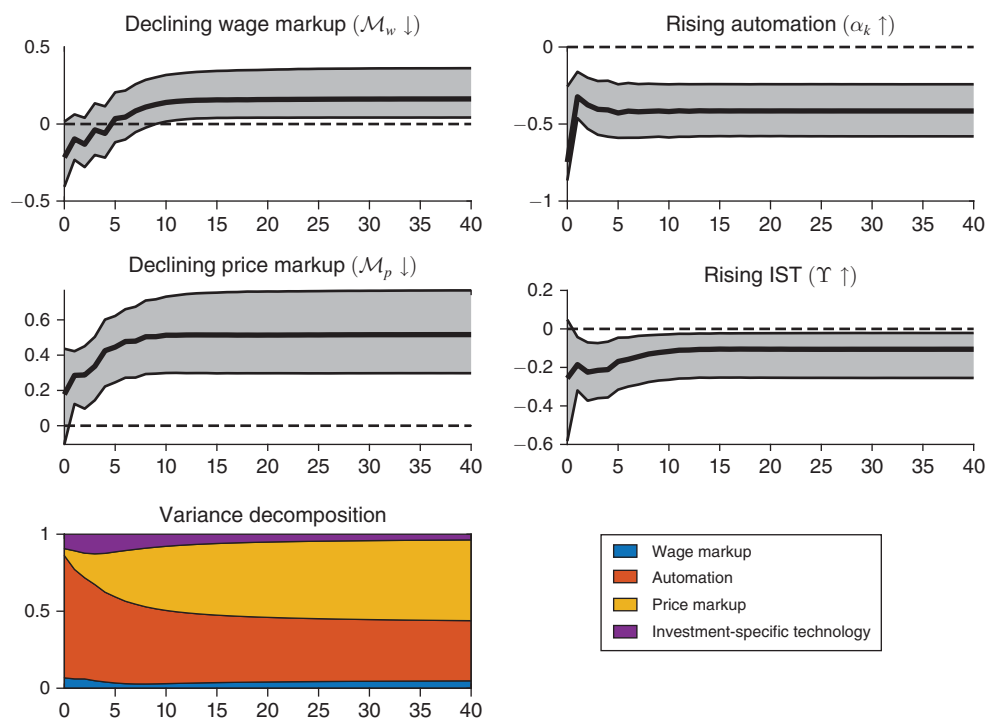 Declining wage markup (ℳw ↓)
0.5
0
−0.5
0 5 10 15 20 25 30 35 40
Rising automation (αk ↑)
0
−0.5
−1
0 5 10 15 20 25 30 35 40
Declining price markup (ℳp ↓)
0.6
0.4
0.2
0
0 5 10 15 20 25 30 35 40
Rising IST (ϒ ↑)
0.2
0
−0.2
−0.4
−0.6
0 5 10 15 20 25 30 35 40
Variance decomposition
1
0.5
0
0 5 10 15 20 25 30 35 40
Wage markup
Automation
Price markup
Investment-specific technology